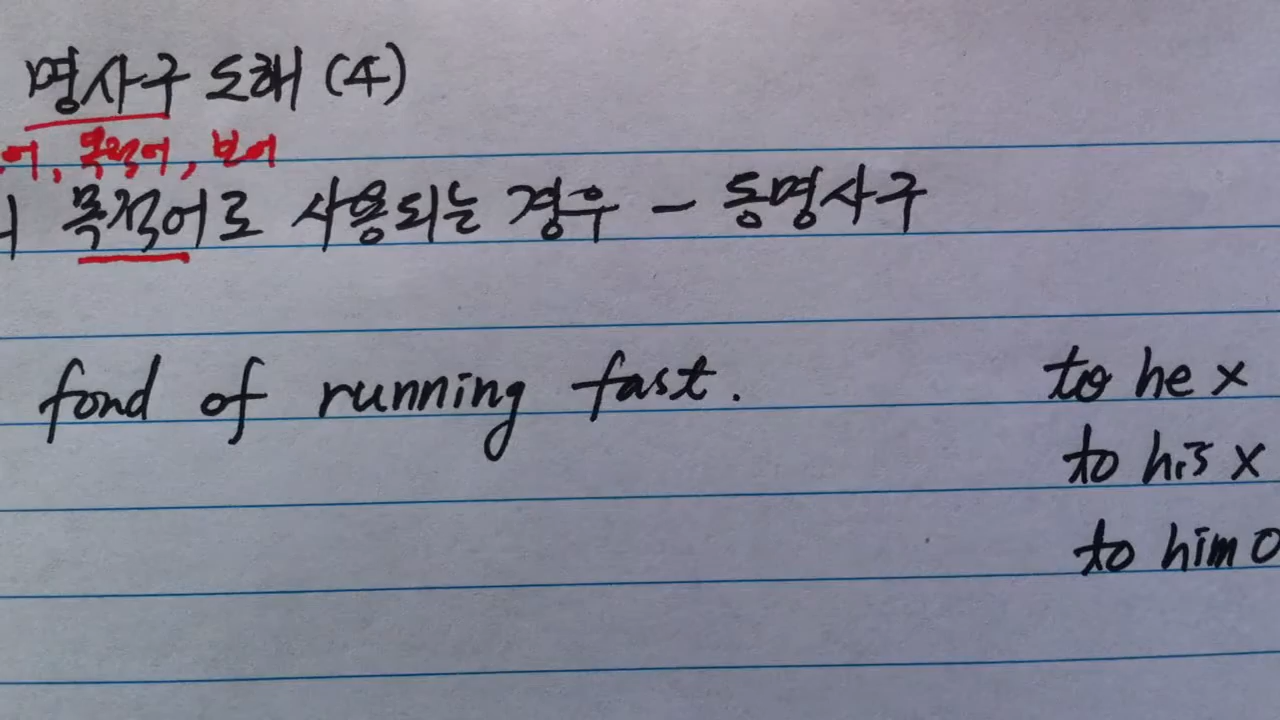 명사구 도해 (4)
어, 목적어, 보어
목적어로 사용되는 경우 - 동명사구
fond of running fast.
to he x
to his x
to him o